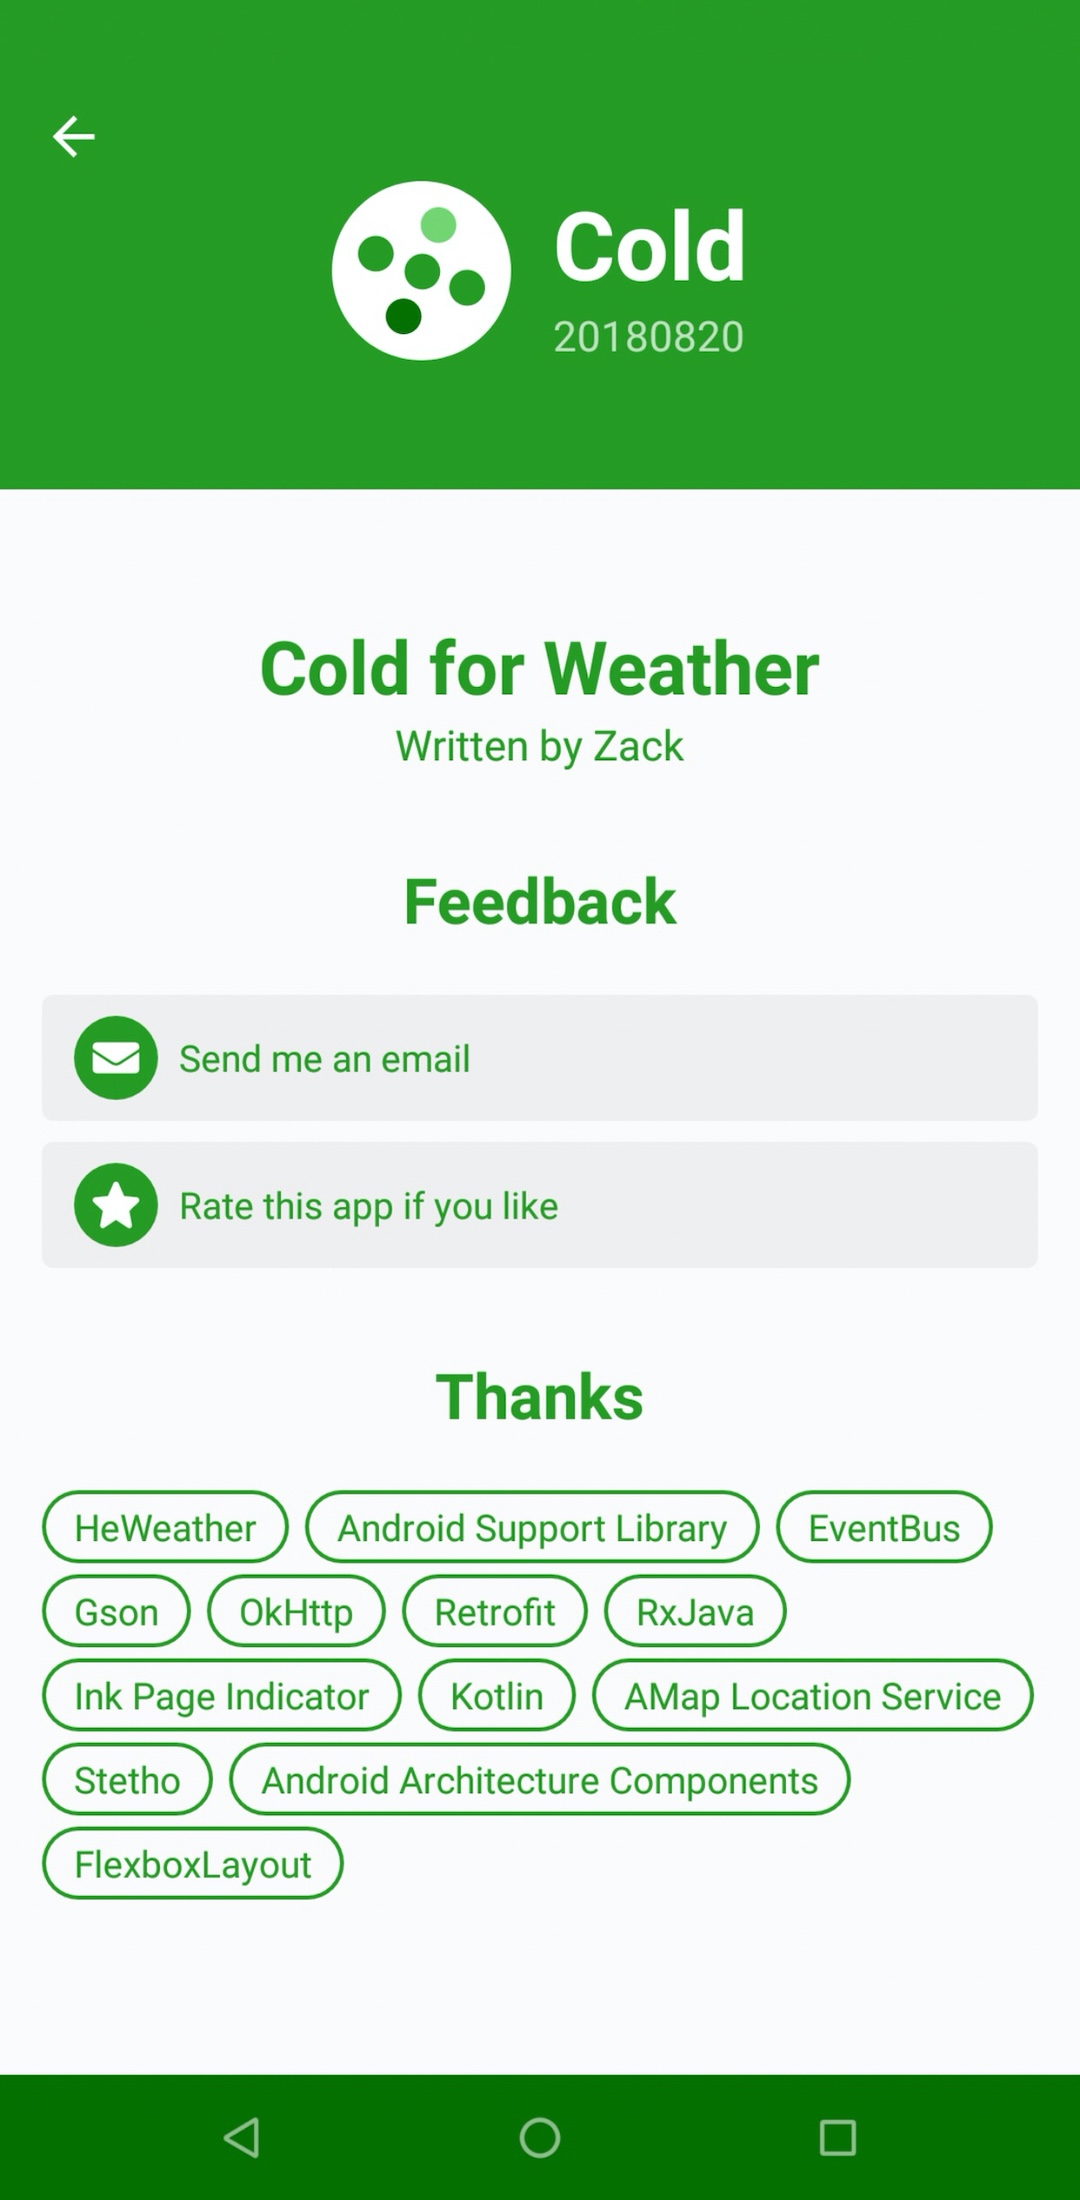 Cold
20180820
Cold for Weather
Written by Zack
Feedback
Send me an email
Rate this app if you like
Thanks
HeWeather Android Support Library EventBus
Gson OkHttp Retrofit RxJava
Ink Page Indicator Kotlin AMap Location Service
Stetho Android Architecture Components
FlexboxLayout